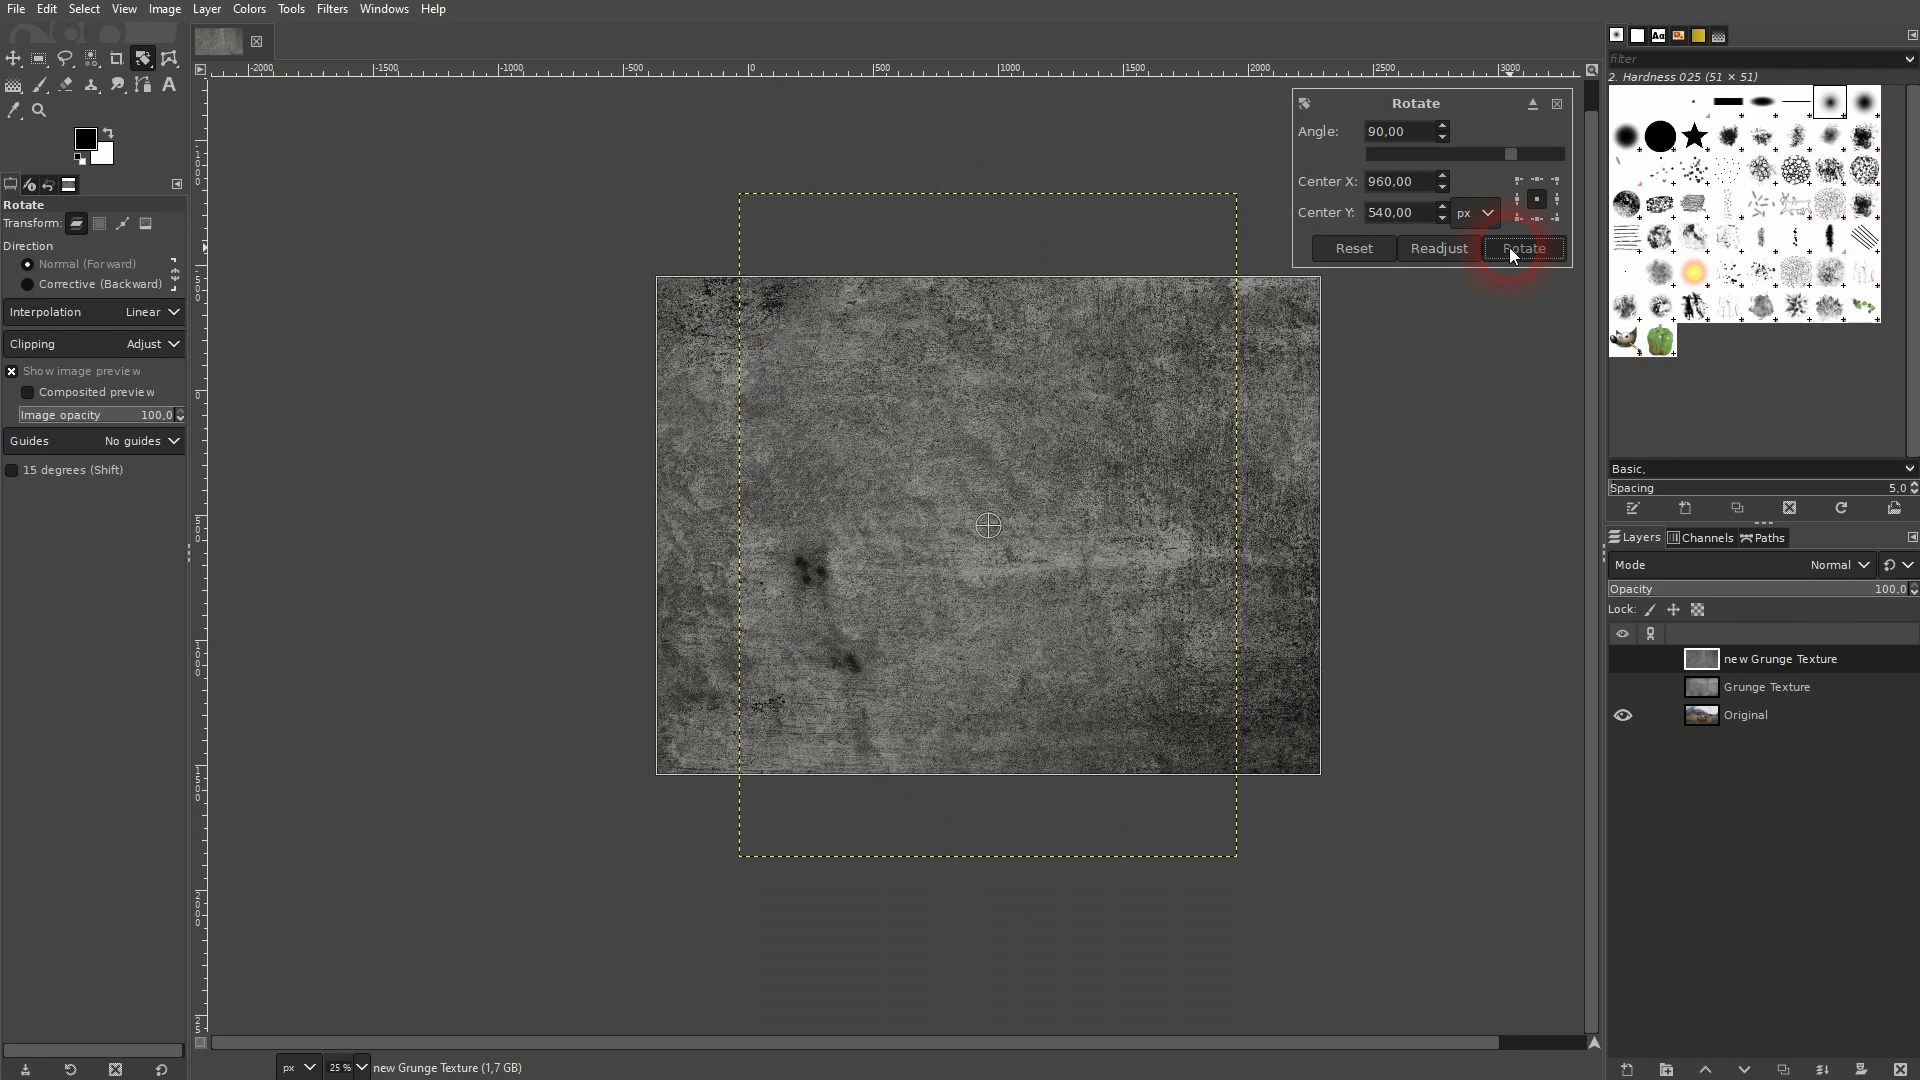 File Edit Select View Image Layer Colors Tools Filters Windows Help
-2000 -1500 -1000 -500 0 500 1000 1500 2000 2500 3000
filter
2. Hardness 025 (51 × 51)
Rotate
Angle: 90,00
Center X: 960,00
Center Y: 540,00 px
Reset Readjust Rotate
Rotate
Transform:
Direction
Normal (Forward)
Corrective (Backward)
Interpolation Linear
Clipping Adjust
Show image preview
Composited preview
Image opacity 100,0
Guides No guides
15 degrees (Shift)
Basic,
Spacing 5,0
Layers Channels Paths
Mode Normal
Opacity 100,0
Lock:
new Grunge Texture
Grunge Texture
Original
px 25 % new Grunge Texture (1,7 GB)